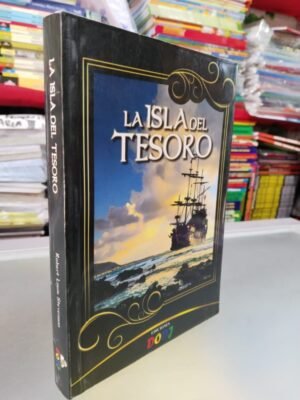 LA ISLA DEL
TESORO
LA ISLA DEL TESORO
Robert Louis Stevenson